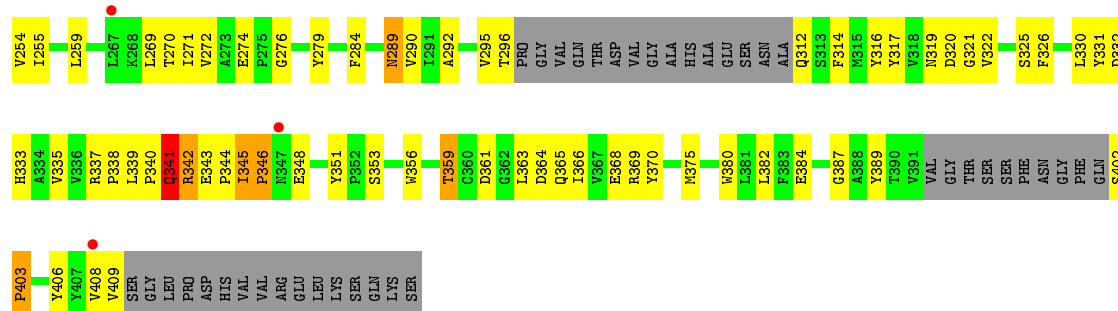 V254 I255 L259 L267 K268 L269 T270 I271 V272 A273 E274 P275 G276 Y279 F284 N289 V290 I291 A292 V295 T296 PRO GLY VAL GLN THR ASP VAL GLY ALA HIS ALA GLU SER ASN ALA Q312 S313 F314 M315 Y316 Y317 V318 N319 D320 G321 V322 S325 F326 L330 Y331 D332
H333 A334 V335 V336 R337 P338 L339 P340 Q341 R342 E343 P344 I345 P346 N347 E348 Y351 P352 S353 W356 T359 C360 D361 G362 L363 D364 Q365 I366 V367 E368 R369 Y370 M375 W380 L381 L382 F383 E384 G387 A388 Y389 T390 V391 VAL GLY THR SER SER PHE ASN GLY PHE GLN S402
P403 Y406 Y407 V408 V409 SER GLY LEU PRO ASP HIS VAL VAL ARG GLU LEU LYS SER GLN LYS SER